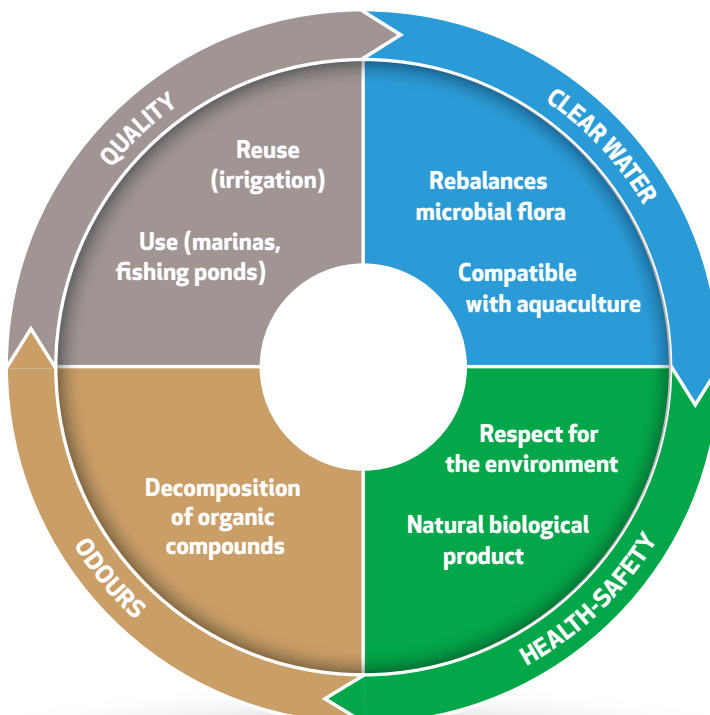 QUALITY
Reuse
(irrigation)
Use (marinas,
fishing ponds)
CLEAR WATER
Rebalances
microbial flora
Compatible
with aquaculture
ODOURS
Decomposition
of organic
compounds
HEALTH-SAFETY
Respect for
the environment
Natural biological
product